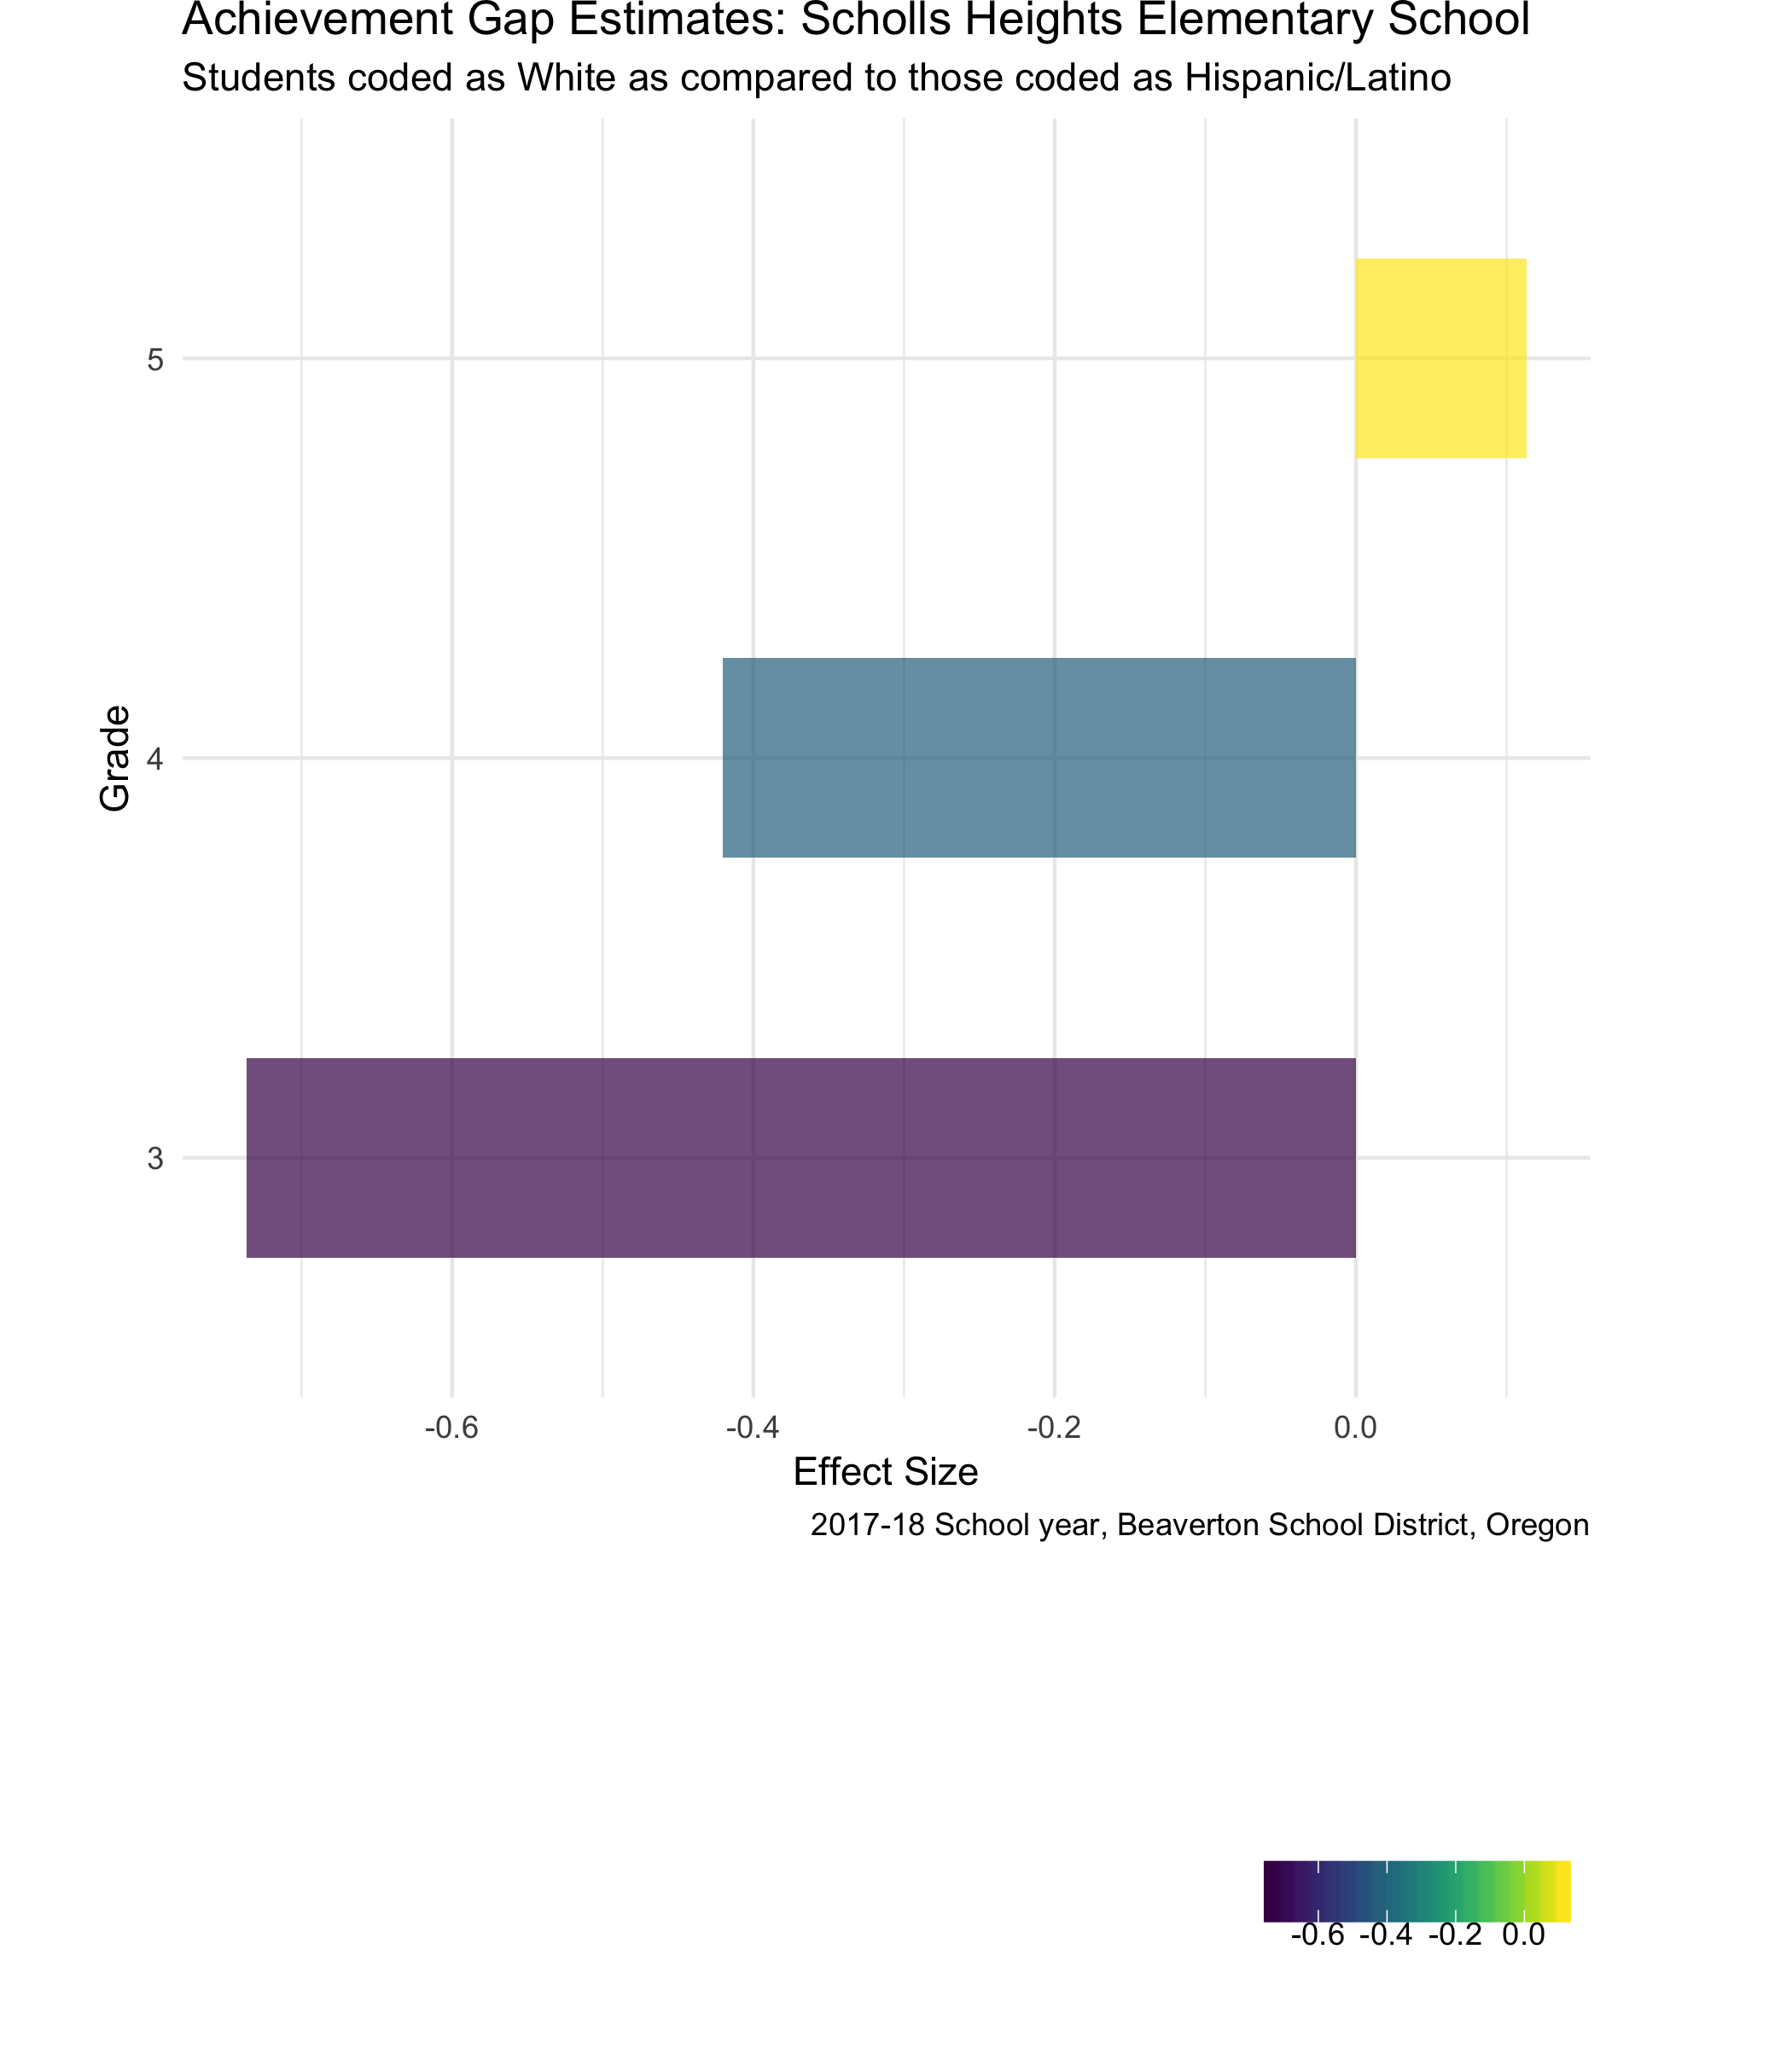 Achievement Gap Estimates: Scholls Heights Elementary School
Students coded as White as compared to those coded as Hispanic/Latino
5
4
3
Grade
-0.6 -0.4 -0.2 0.0
Effect Size
2017-18 School year, Beaverton School District, Oregon
-0.6 -0.4 -0.2 0.0